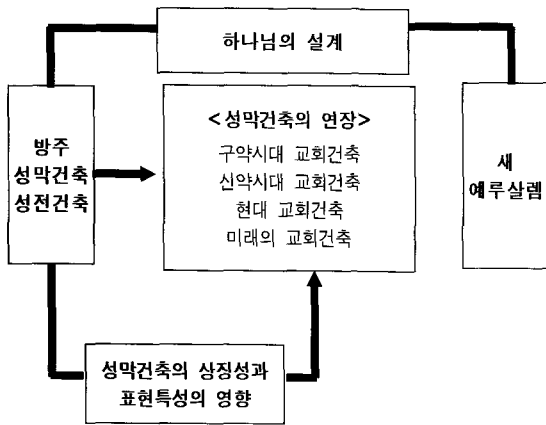 하나님의 설계
방주
성막건축
성전건축
<성막건축의 연장>
구약시대 교회건축
신약시대 교회건축
현대 교회건축
미래의 교회건축
새
예루살렘
성막건축의 상징성과
표현특성의 영향